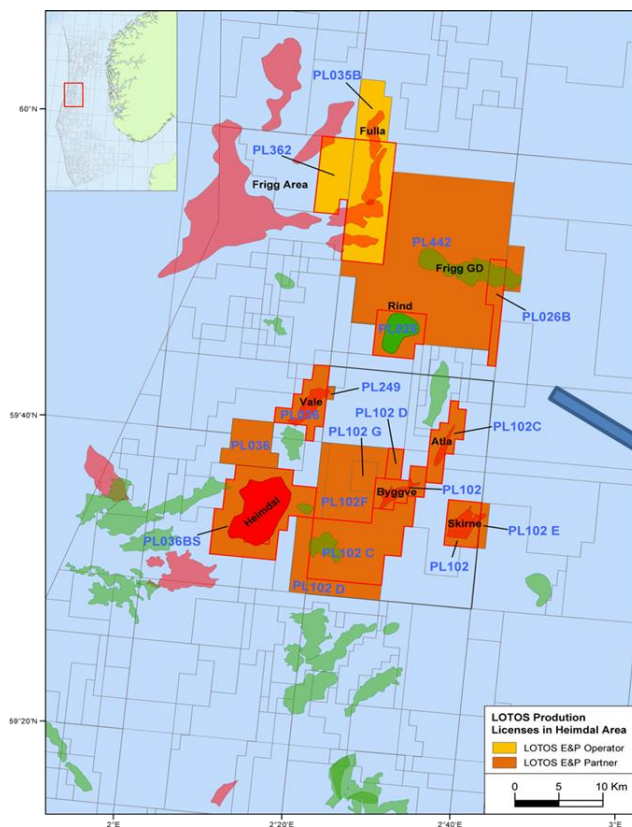 PL035B
60°N
Fulla
PL362
Frigg Area
PL442
Frigg GD
Rind
PL026
PL026B
PL249
Vale
59°40'
PL036
PL102 D
PL102C
PL102 G
Atla
PL036
PL102
Byggve
PL102F
Heimdal
Skirne
PL102 E
PL036BS
PL102 C
PL102
PL102 D
59°20'N
LOTOS Prodution
Licenses in Heimdal Area
LOTOS E&P Operator
LOTOS E&P Partner
0 5 10 Km
2°E
2°20'E
2°40'E
3°E